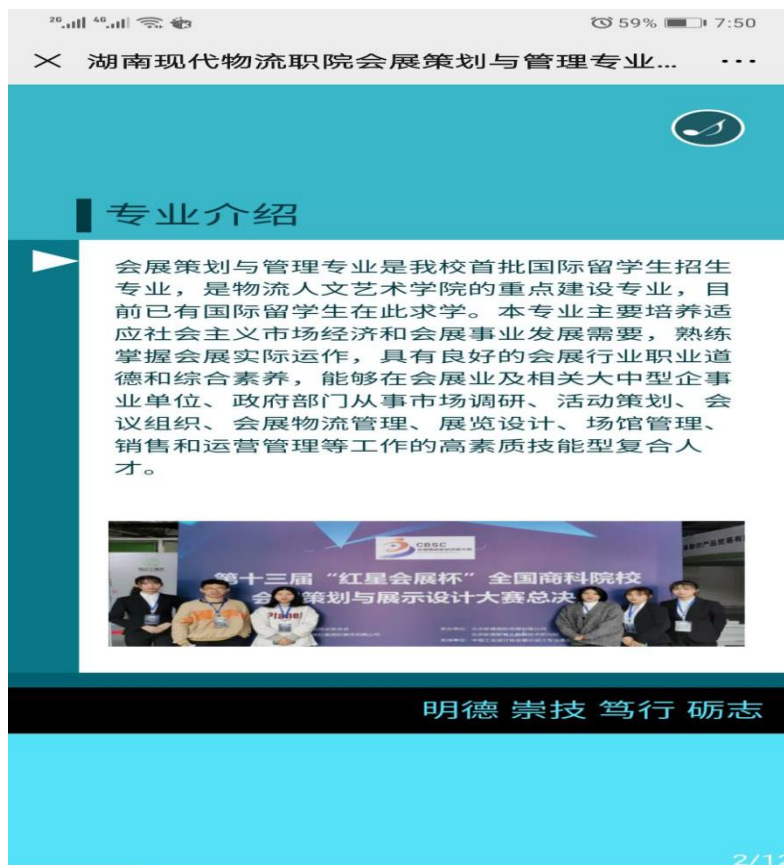 2G 4G 59% 7:50
湖南现代物流职院会展策划与管理专业...
专业介绍
会展策划与管理专业是我校首批国际留学生招生
专业，是物流人文艺术学院的重点建设专业，目
前已有国际留学生在此求学。本专业主要培养适
应社会主义市场经济和会展事业发展需要，熟练
掌握会展实际运作，具有良好的会展行业职业道
德和综合素养，能够在会展业及相关大中型企事
业单位、政府部门从事市场调研、活动策划、会
议组织、会展物流管理、展览设计、场馆管理、
销售和运营管理等工作的高素质技能型复合人
才。
CBSC
第十三届“红星会展杯”全国商科院校
会 策划与展示设计大赛总决
Planet
明德 崇技 笃行 砺志